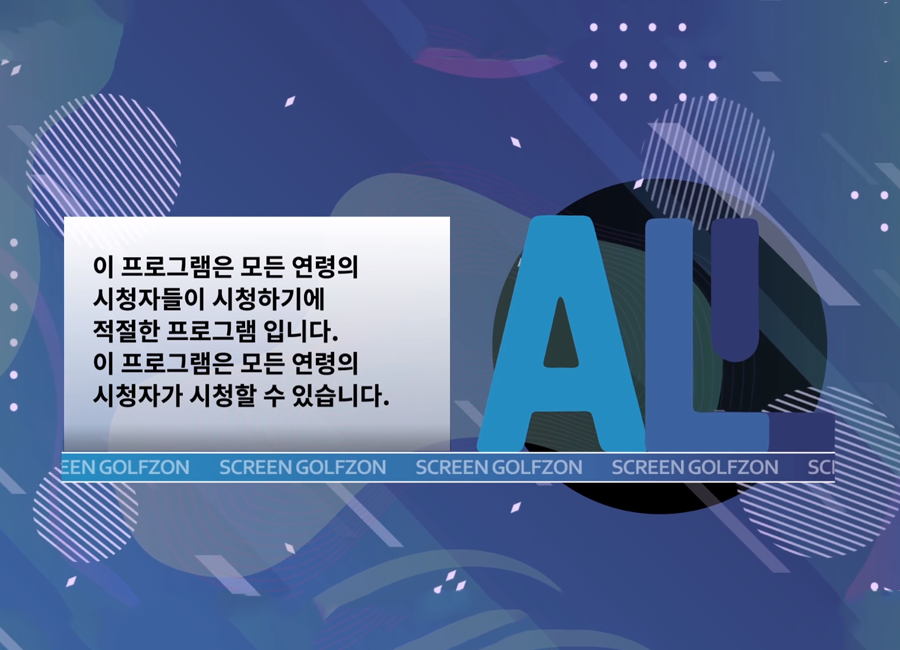 이 프로그램은 모든 연령의
시청자들이 시청하기에
적절한 프로그램 입니다.
이 프로그램은 모든 연령의
시청자가 시청할 수 있습니다.
ALL
EEN GOLFZON SCREEN GOLFZON SCREEN GOLFZON SCREEN GOLFZON SC